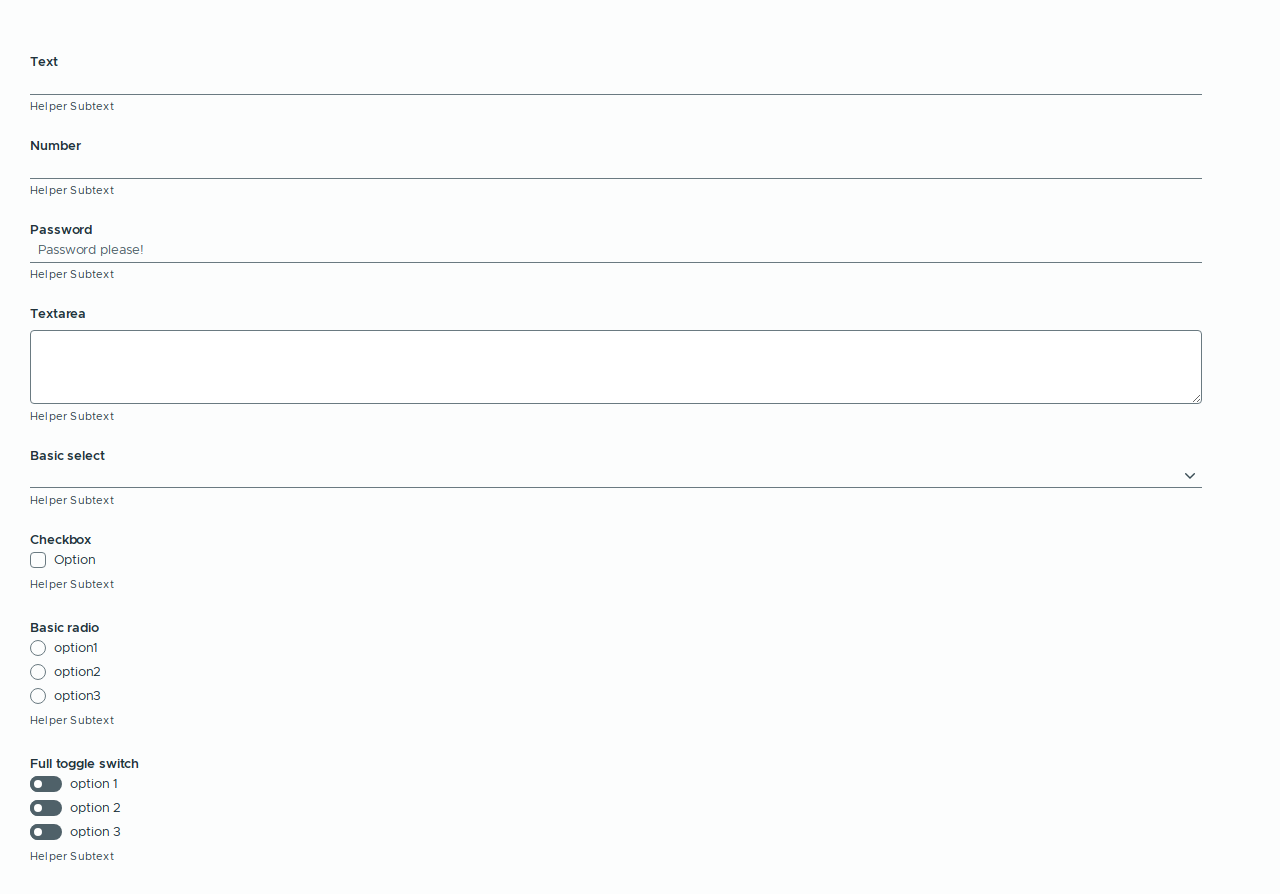 Text
Helper Subtext
Number
Helper Subtext
Password
Password please!
Helper Subtext
Textarea
Helper Subtext
Basic select
Helper Subtext
Checkbox
Option
Helper Subtext
Basic radio
option1
option2
option3
Helper Subtext
Full toggle switch
option 1
option 2
option 3
Helper Subtext